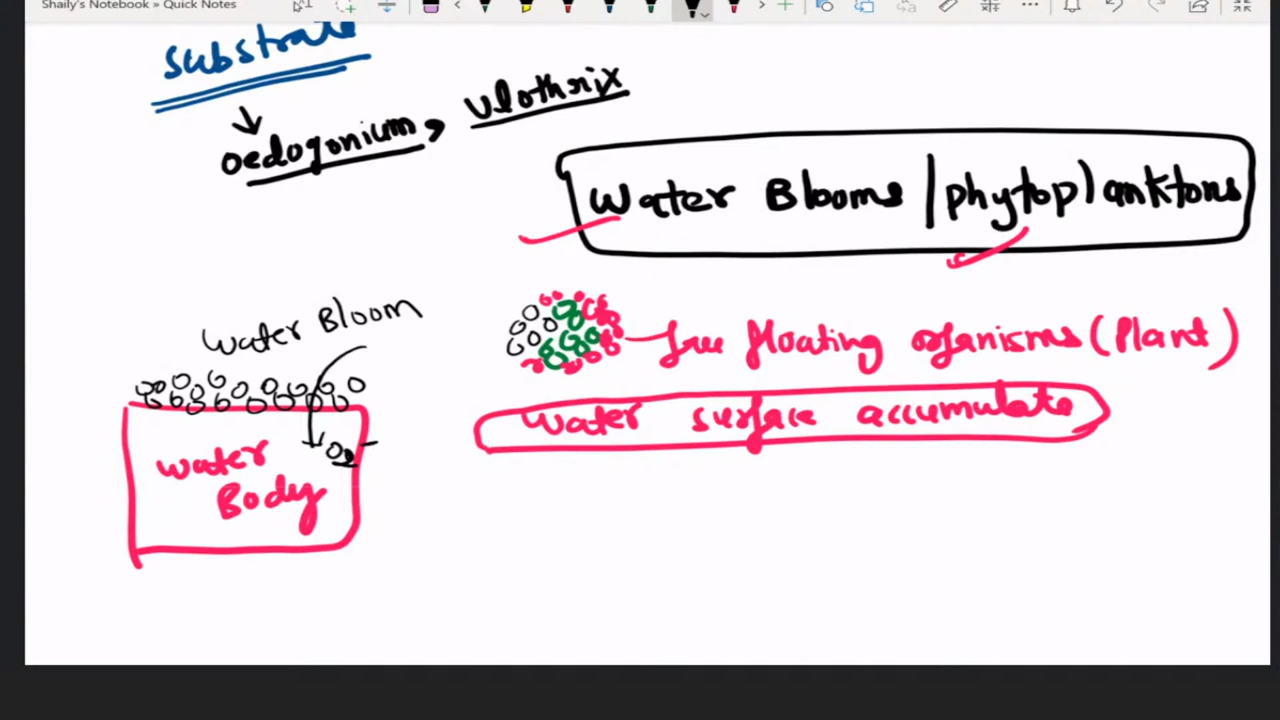 Shaily's Notebook » Quick Notes
substrate
oedogonium, ulothrix
Water Blooms | phytoplanktons
Water Bloom
free floating organisms (Plant)
water surface accumulate
O2
water
Body